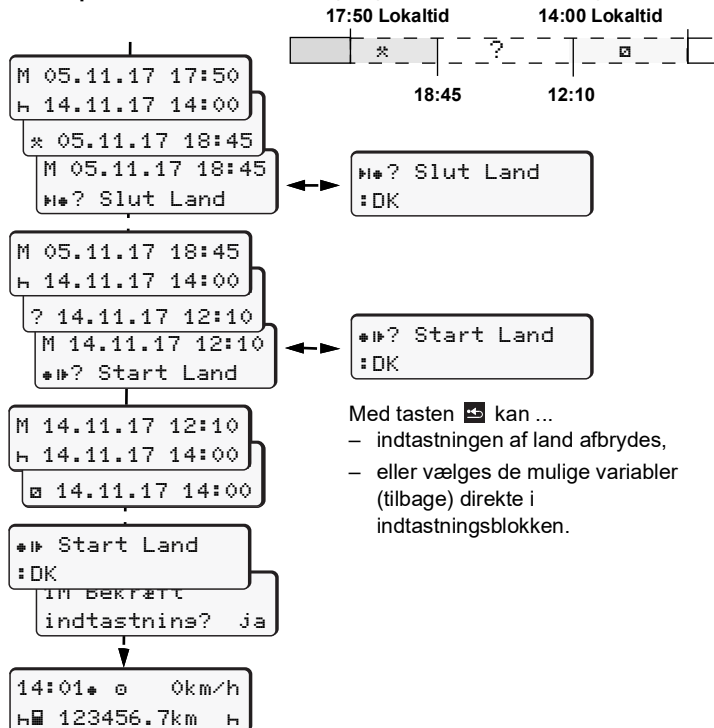 17:50 Lokaltid 14:00 Lokaltid
?
18:45 12:10
M 05.11.17 17:50
14.11.17 14:00
05.11.17 18:45
M 05.11.17 18:45
? Slut Land
? Slut Land
:DK
M 05.11.17 18:45
14.11.17 14:00
? 14.11.17 12:10
M 14.11.17 12:10
? Start Land
? Start Land
:DK
Med tasten kan ...
– indtastningen af land afbrydes,
– eller vælges de mulige variabler
(tilbage) direkte i
indtastningsblokken.
M 14.11.17 12:10
14.11.17 14:00
14.11.17 14:00
Start Land
:DK
Bekræft
indtastning? ja
14:01 0km/h
123456.7km